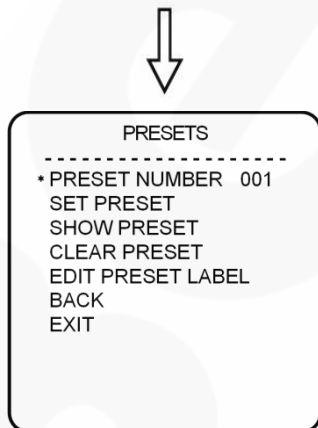 PRESETS
- - - - - - - - - - - - - - - - - - - - - -
* PRESET NUMBER 001
SET PRESET
SHOW PRESET
CLEAR PRESET
EDIT PRESET LABEL
BACK
EXIT